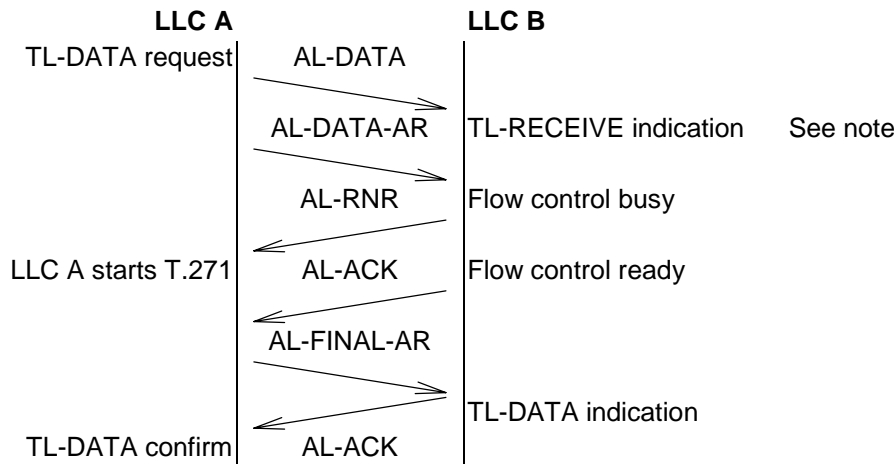 LLC A LLC B
TL-DATA request AL-DATA
AL-DATA-AR TL-RECEIVE indication See note
AL-RNR Flow control busy
LLC A starts T.271 AL-ACK Flow control ready
AL-FINAL-AR
TL-DATA indication
TL-DATA confirm AL-ACK